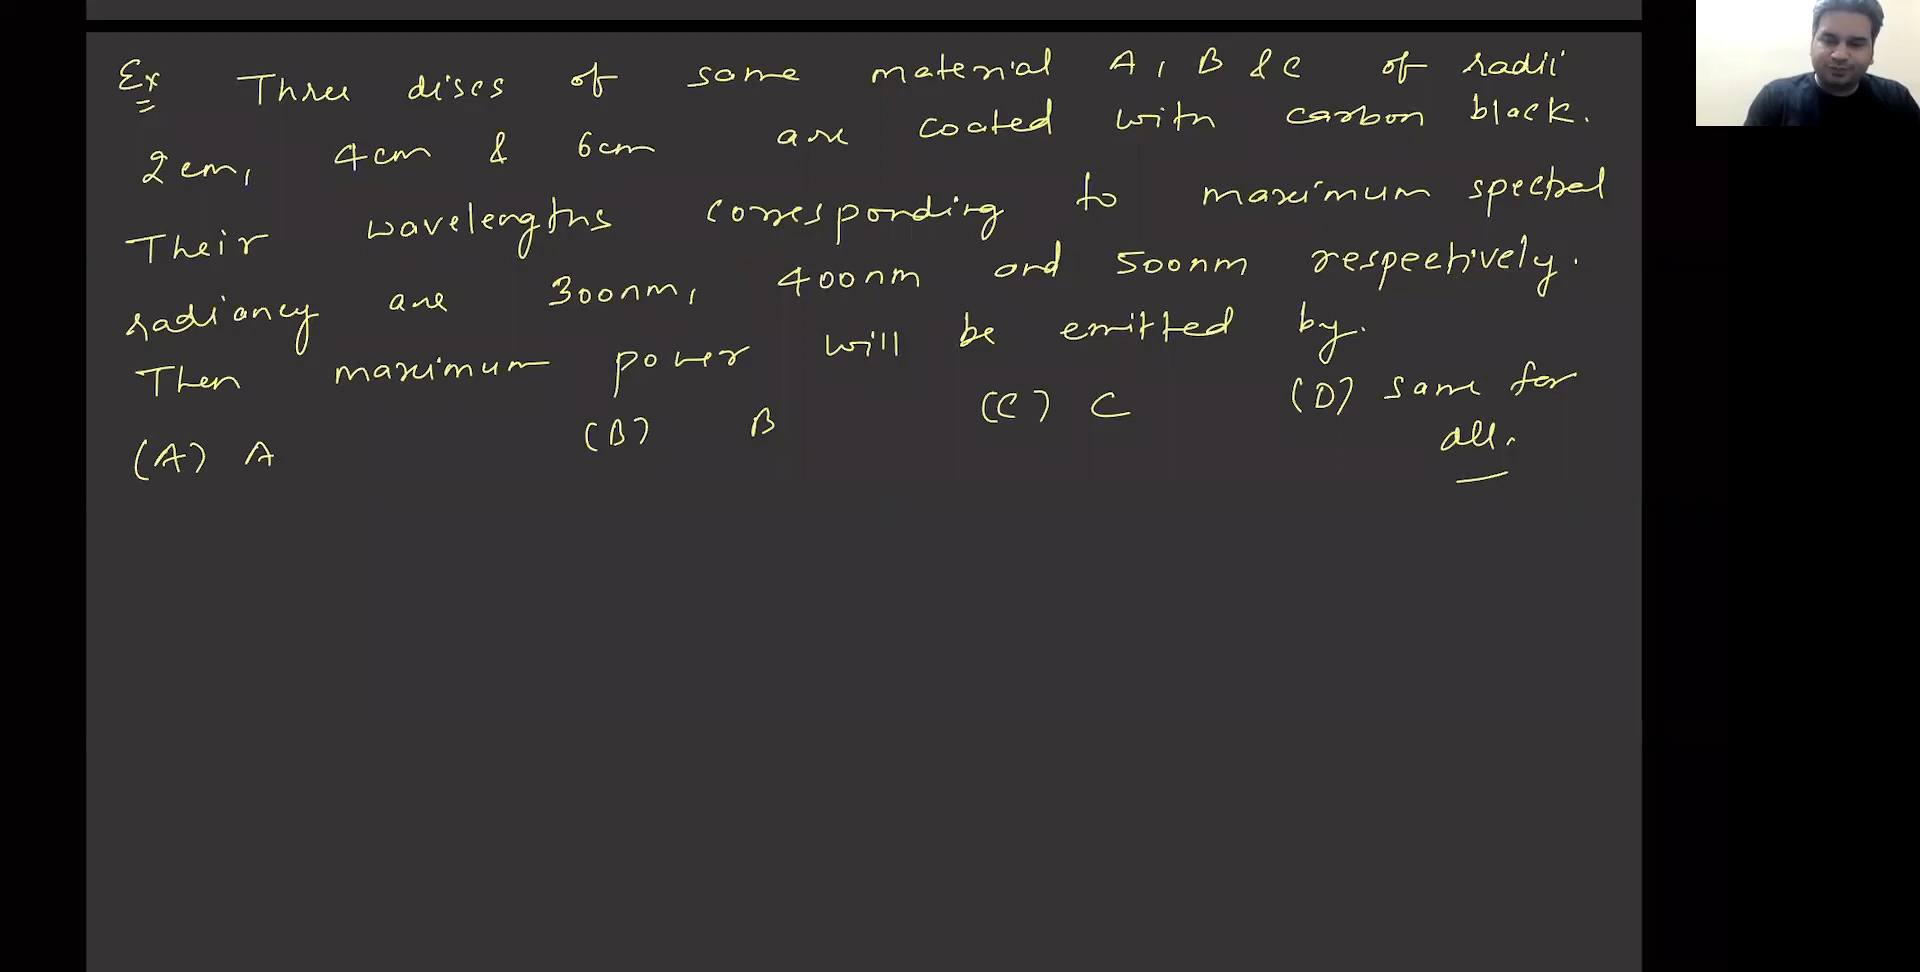 Ex Three discs of same material A, B & C of radii
2cm, 4cm & 6cm are coated with carbon black.
Their wavelengths corresponding to maximum spectral
radiancy are 300nm, 400nm and 500nm respectively.
Then maximum power will be emitted by.
(A) A (B) B (C) C (D) same for
all.